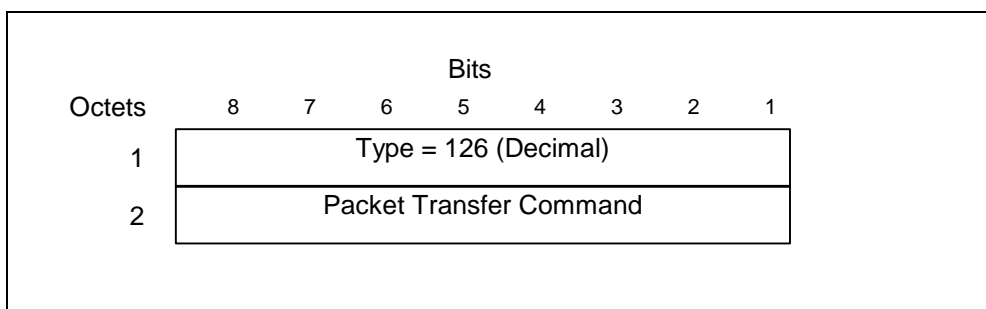 Bits
Octets 8 7 6 5 4 3 2 1
1 Type = 126 (Decimal)
2 Packet Transfer Command